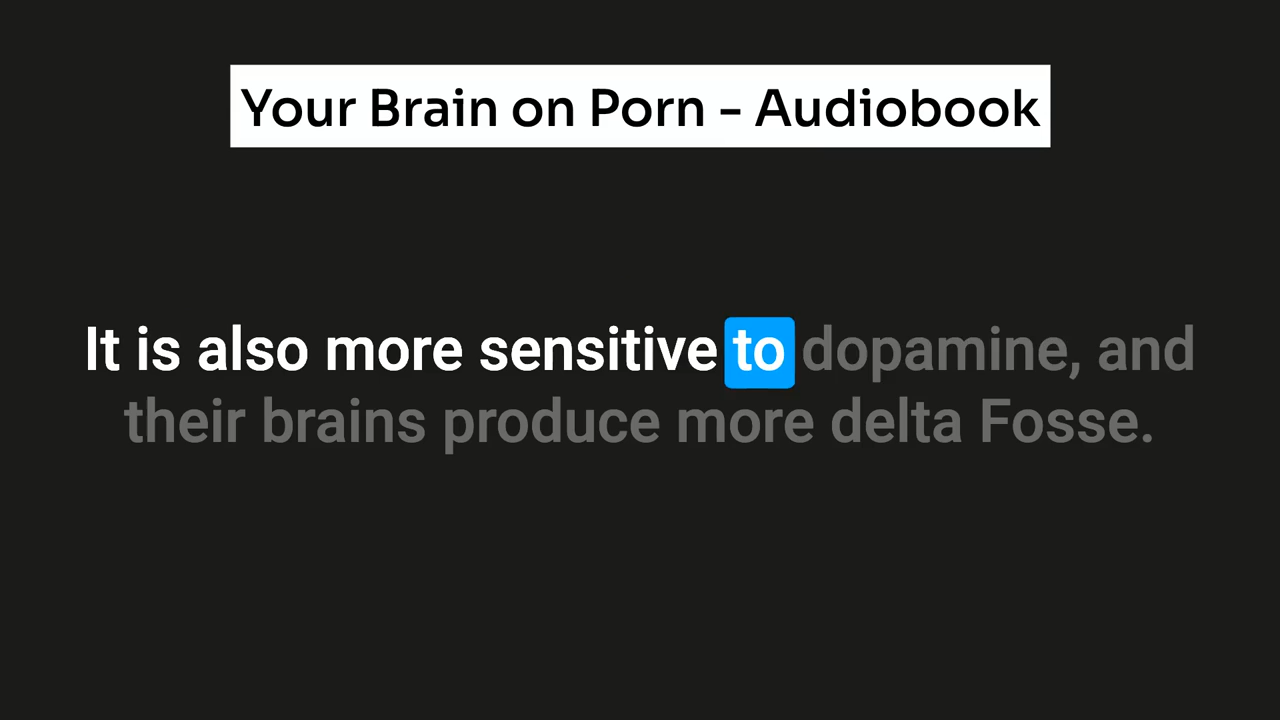 Your Brain on Porn - Audiobook
It is also more sensitive to dopamine, and
their brains produce more delta Fosse.